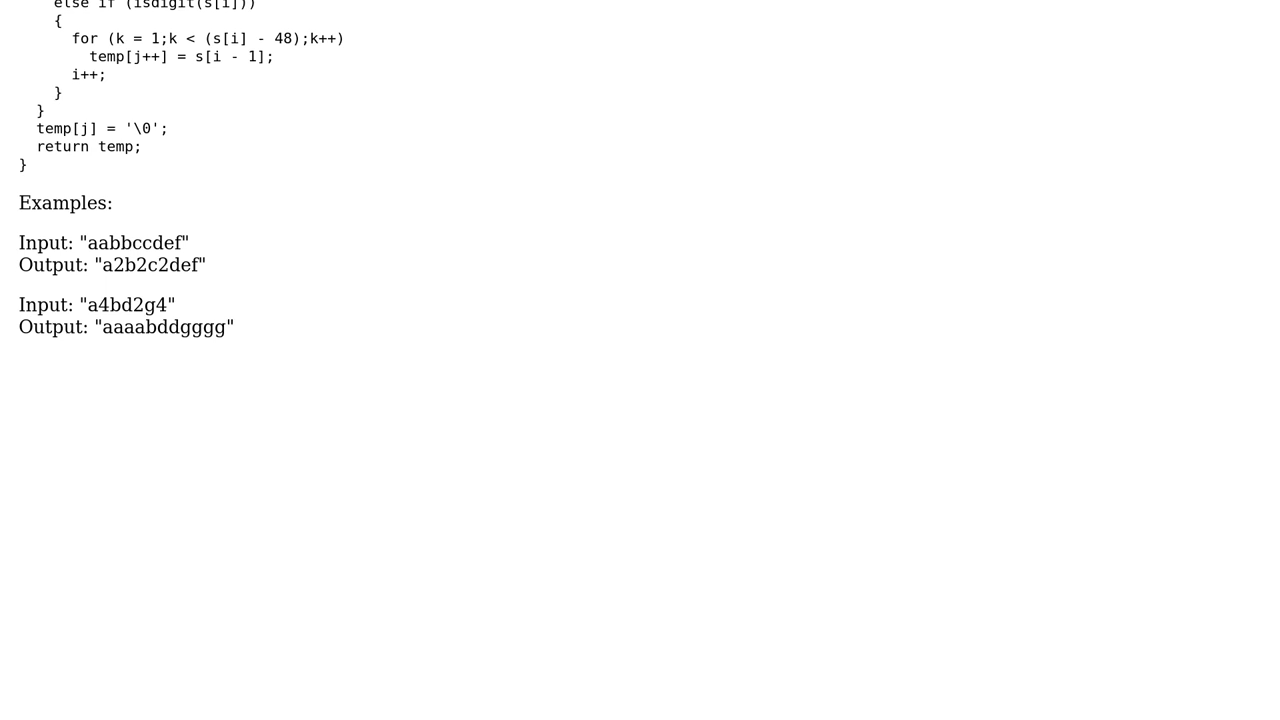 else if (isdigit(s[i]))
{
for (k = 1;k < (s[i] - 48);k++)
temp[j++] = s[i - 1];
i++;
}
}
temp[j] = '\0';
return temp;
}
Examples:
Input: "aabbccdef"
Output: "a2b2c2def"
Input: "a4bd2g4"
Output: "aaaabddgggg"